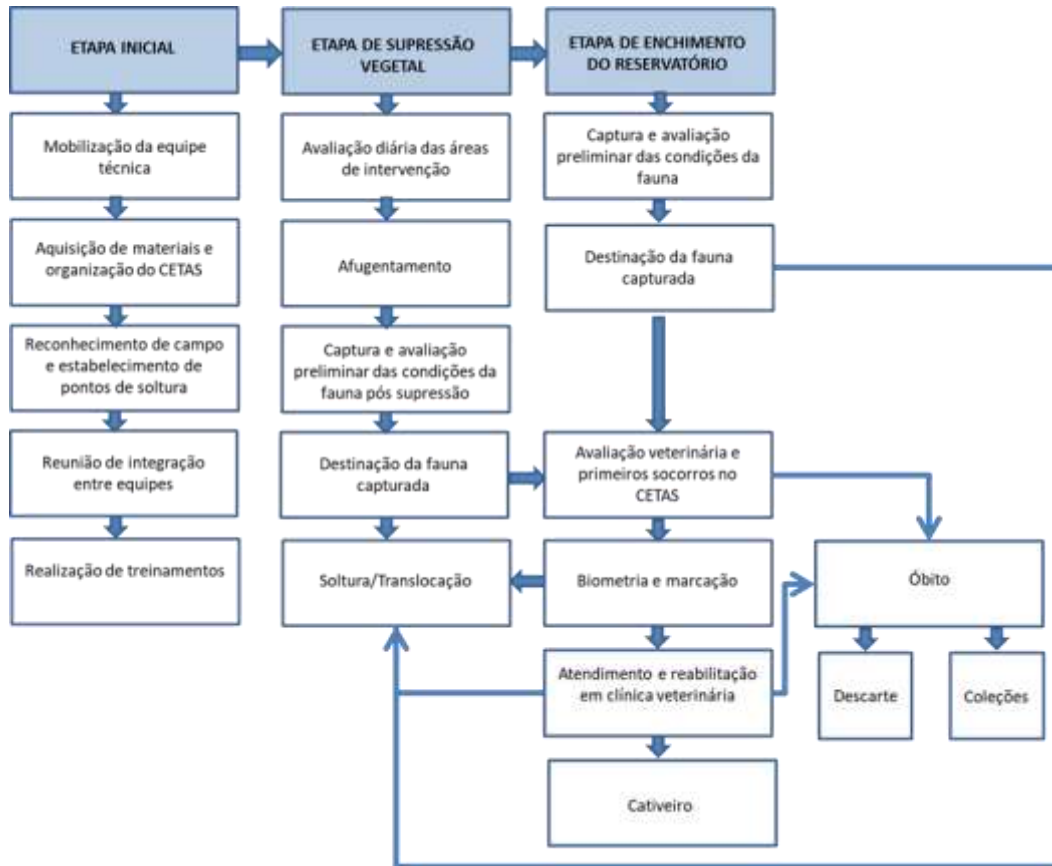 ETAPA INICIAL
Mobilização da equipe
técnica
Aquisição de materiais e
organização do CETAS
Reconhecimento de campo
e estabelecimento de
pontos de soltura
Reunião de integração
entre equipes
Realização de treinamentos
ETAPA DE SUPRESSÃO
VEGETAL
Avaliação diária das áreas
de intervenção
Afugentamento
Captura e avaliação
preliminar das condições da
fauna pós supressão
Destinação da fauna
capturada
Soltura/Translocação
ETAPA DE ENCHIMENTO
DO RESERVATÓRIO
Captura e avaliação
preliminar das condições da
fauna
Destinação da fauna
capturada
Avaliação veterinária e
primeiros socorros no
CETAS
Biometria e marcação
Atendimento e reabilitação
em clínica veterinária
Cativeiro
Óbito
Descarte
Coleções